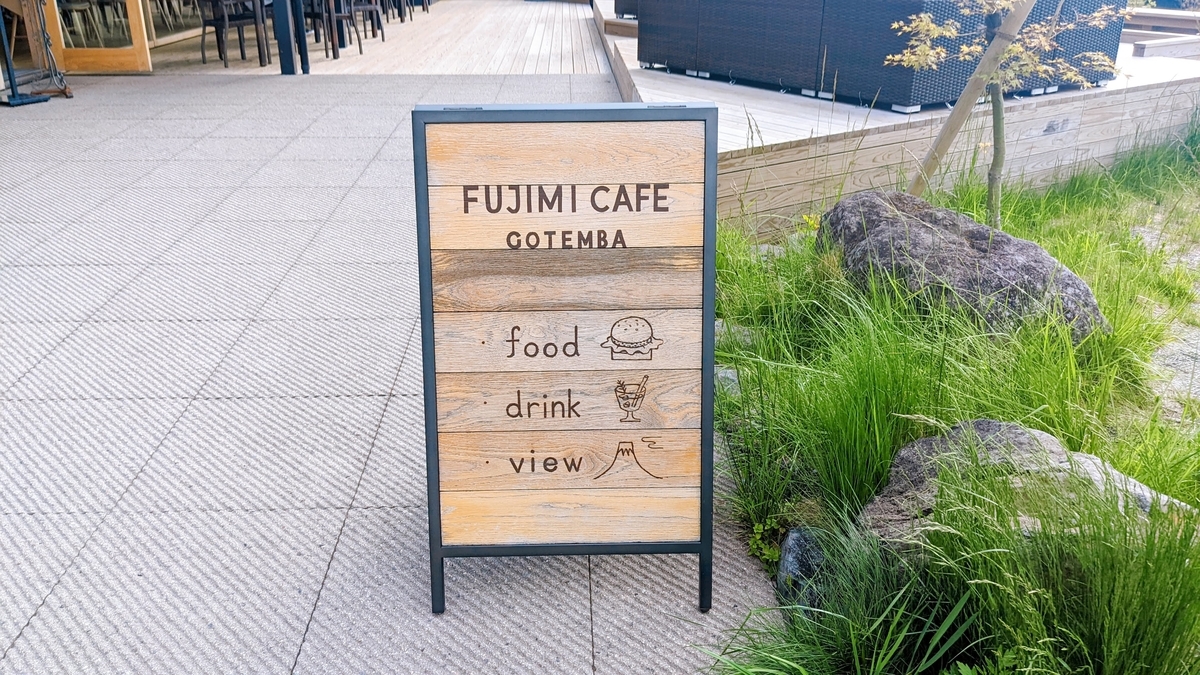 FUJIMI CAFE
GOTEMBA
· food
· drink
· view